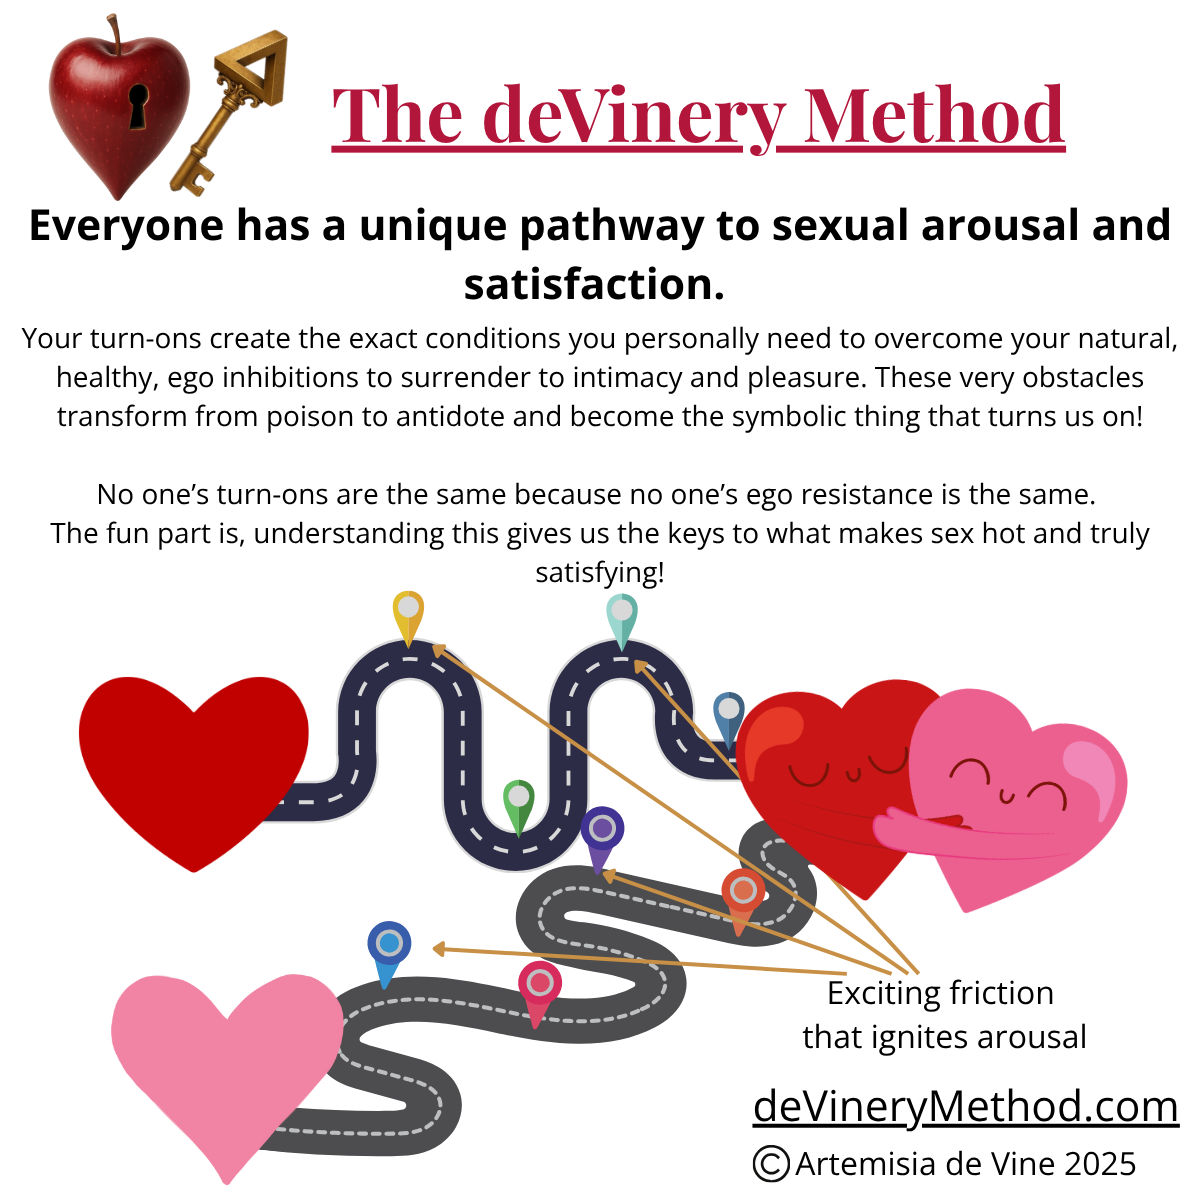 The deVinery Method
Everyone has a unique pathway to sexual arousal and
satisfaction.
Your turn-ons create the exact conditions you personally need to overcome your natural,
healthy, ego inhibitions to surrender to intimacy and pleasure. These very obstacles
transform from poison to antidote and become the symbolic thing that turns us on!
No one’s turn-ons are the same because no one’s ego resistance is the same.
The fun part is, understanding this gives us the keys to what makes sex hot and truly
satisfying!
Exciting friction
that ignites arousal
deVineryMethod.com
©Artemisia de Vine 2025